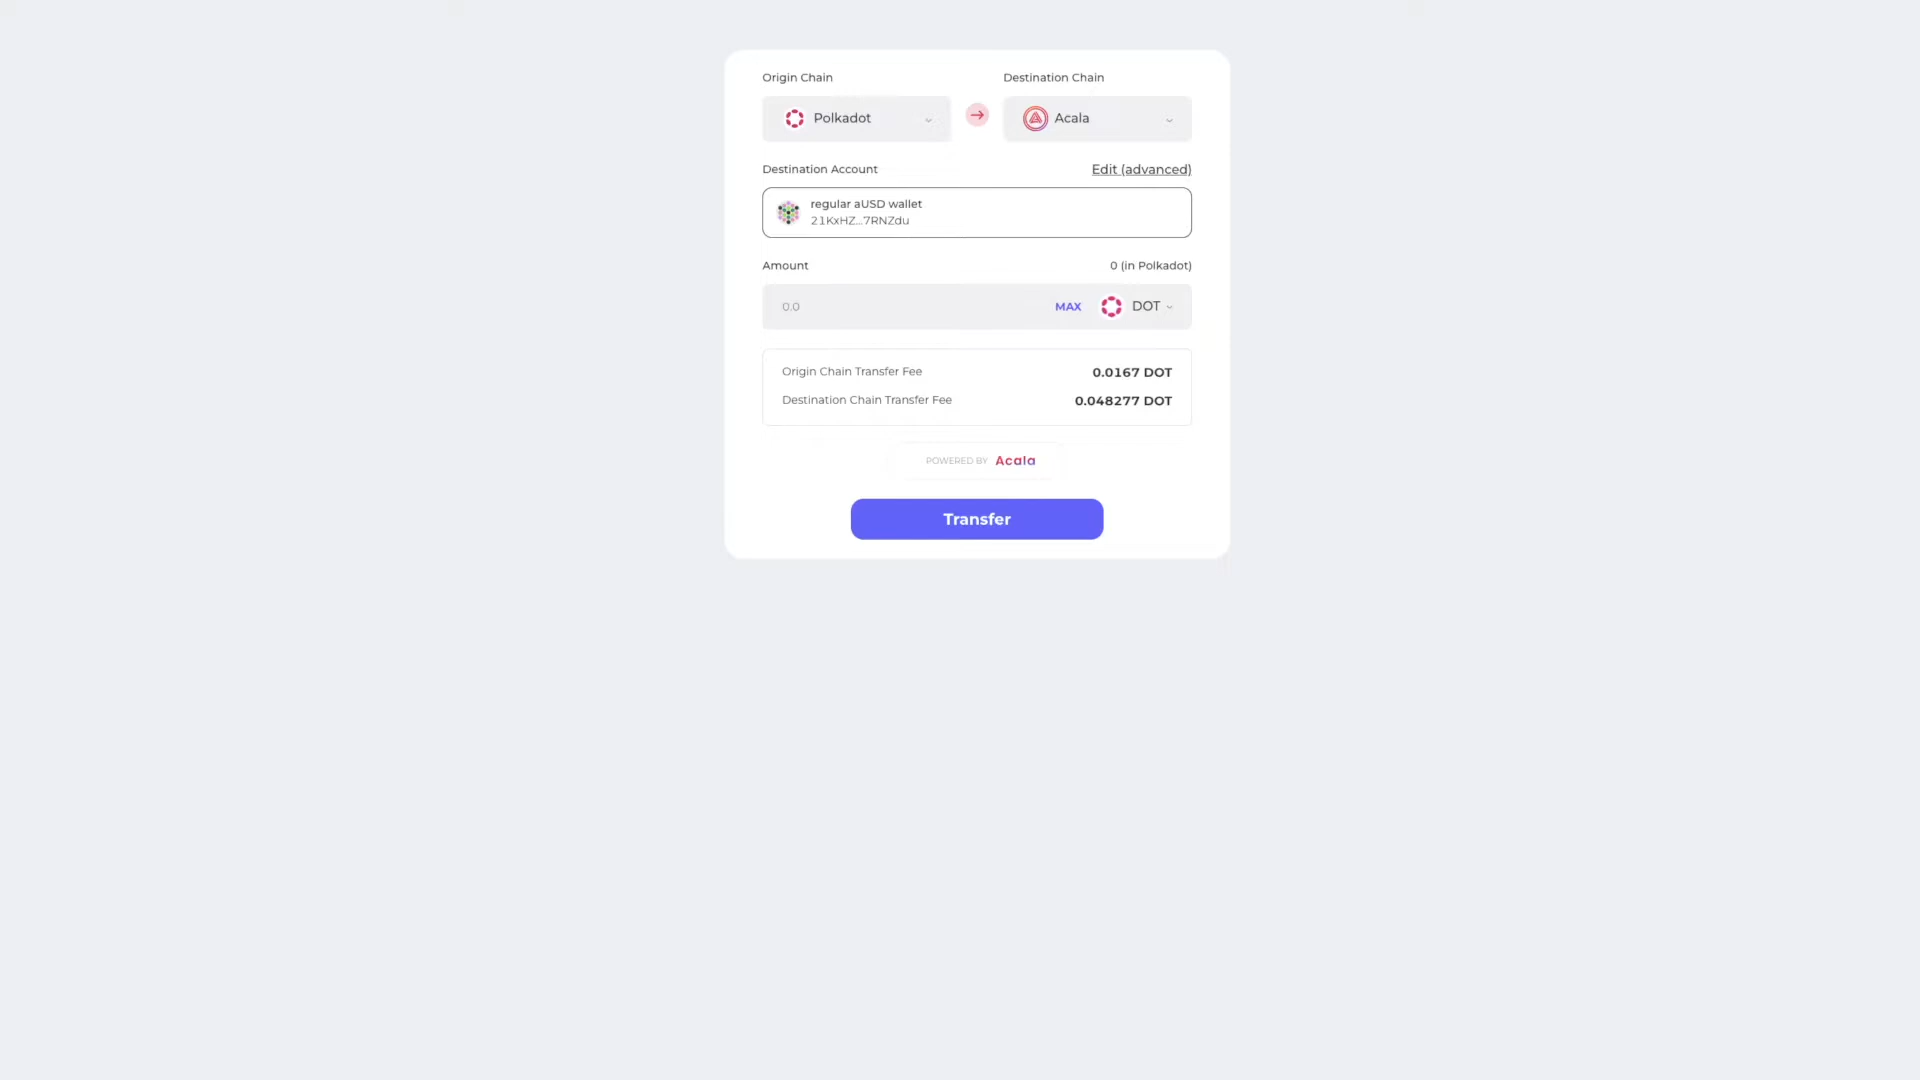 Origin Chain
Destination Chain
Polkadot
Acala
Destination Account
Edit (advanced)
regular aUSD wallet
21KxHZ...7RNZdu
Amount
0 (in Polkadot)
0.0
MAX
DOT
Origin Chain Transfer Fee
0.0167 DOT
Destination Chain Transfer Fee
0.048277 DOT
POWERED BY Acala
Transfer